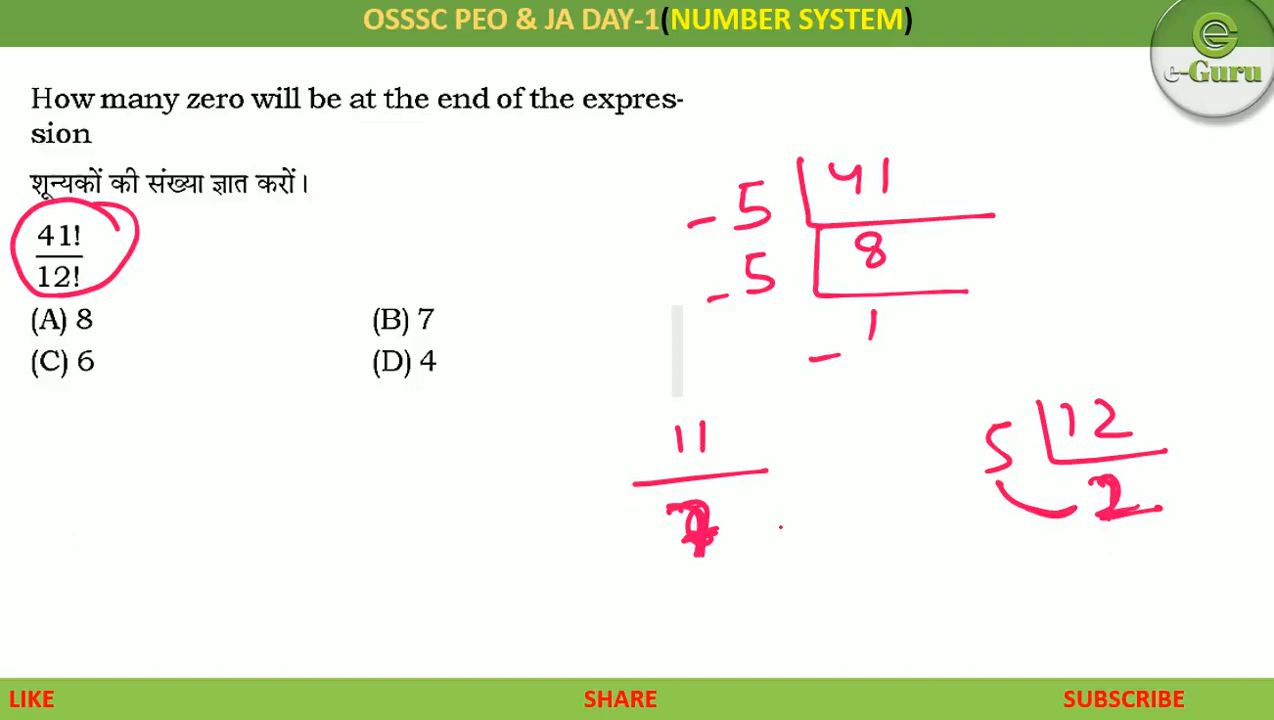 OSSSC PEO & JA DAY-1(NUMBER SYSTEM)
e-Guru
How many zero will be at the end of the expres-
sion
शून्यकों की संख्या ज्ञात करों।
41!
12!
(A) 8 (B) 7
(C) 6 (D) 4
- 5 41
- 5 8
- 1
11
5 12
2
LIKE SHARE SUBSCRIBE